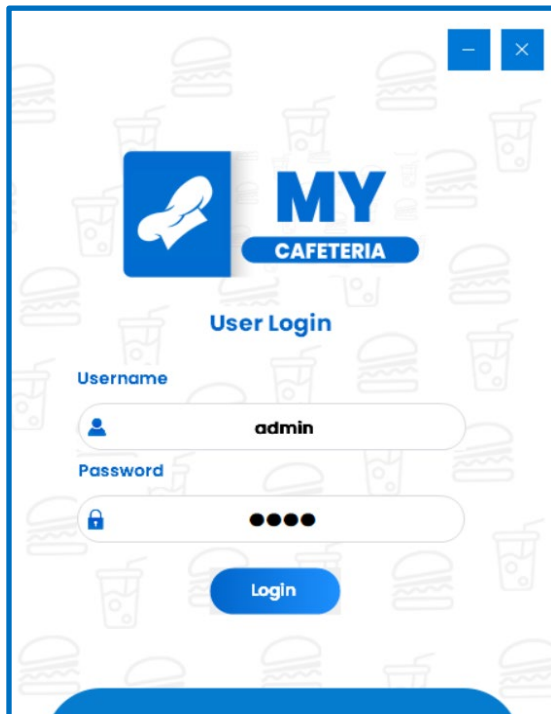 MY
CAFETERIA
User Login
Username
admin
Password
●●●●
Login